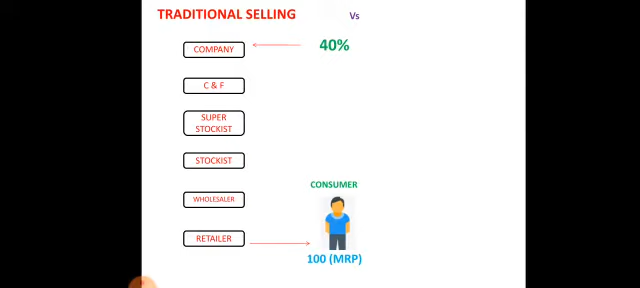 TRADITIONAL SELLING
Vs
COMPANY
40%
C & F
SUPER
STOCKIST
STOCKIST
CONSUMER
WHOLESALER
RETAILER
100 (MRP)